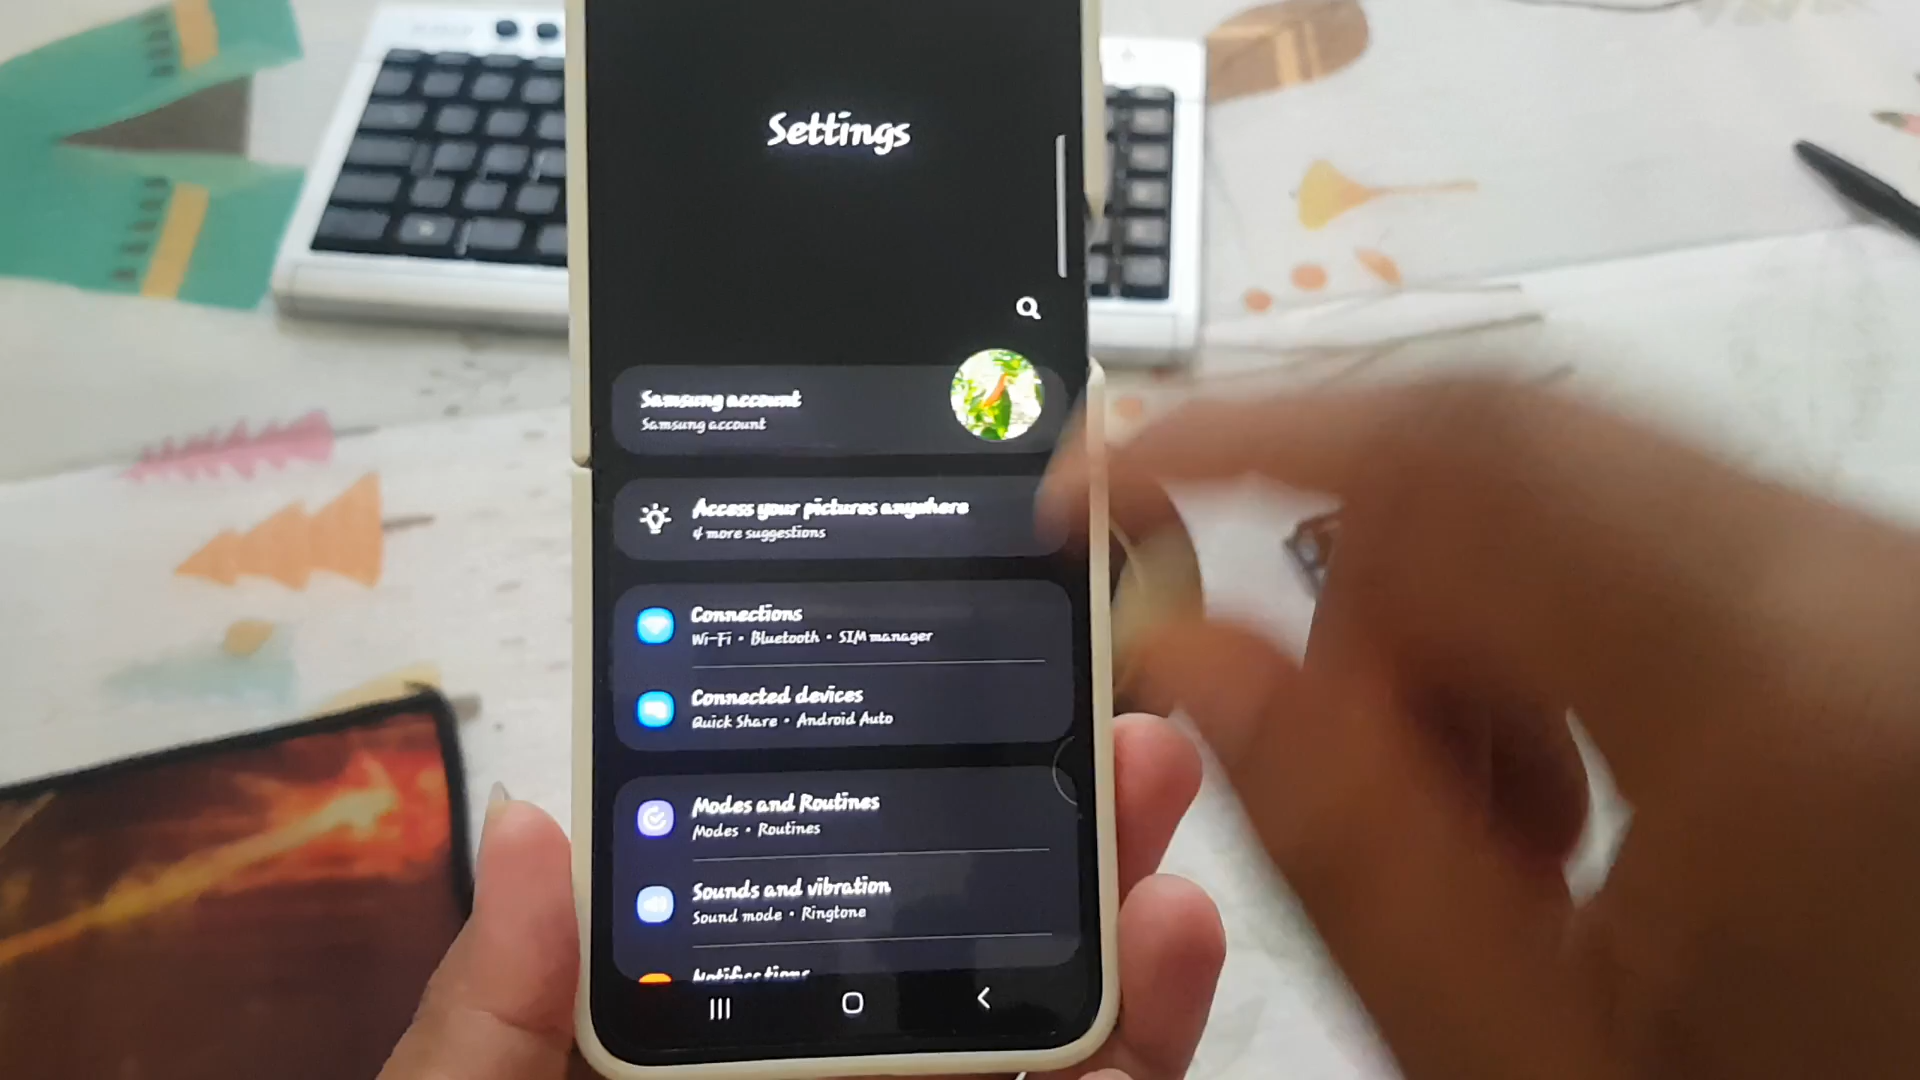 Settings
Samsung account
Samsung account
Access your pictures anywhere
4 more suggestions
Connections
Wi-Fi • Bluetooth • SIM manager
Connected devices
Quick Share • Android Auto
Modes and Routines
Modes • Routines
Sounds and vibration
Sound mode • Ringtone
Notifications